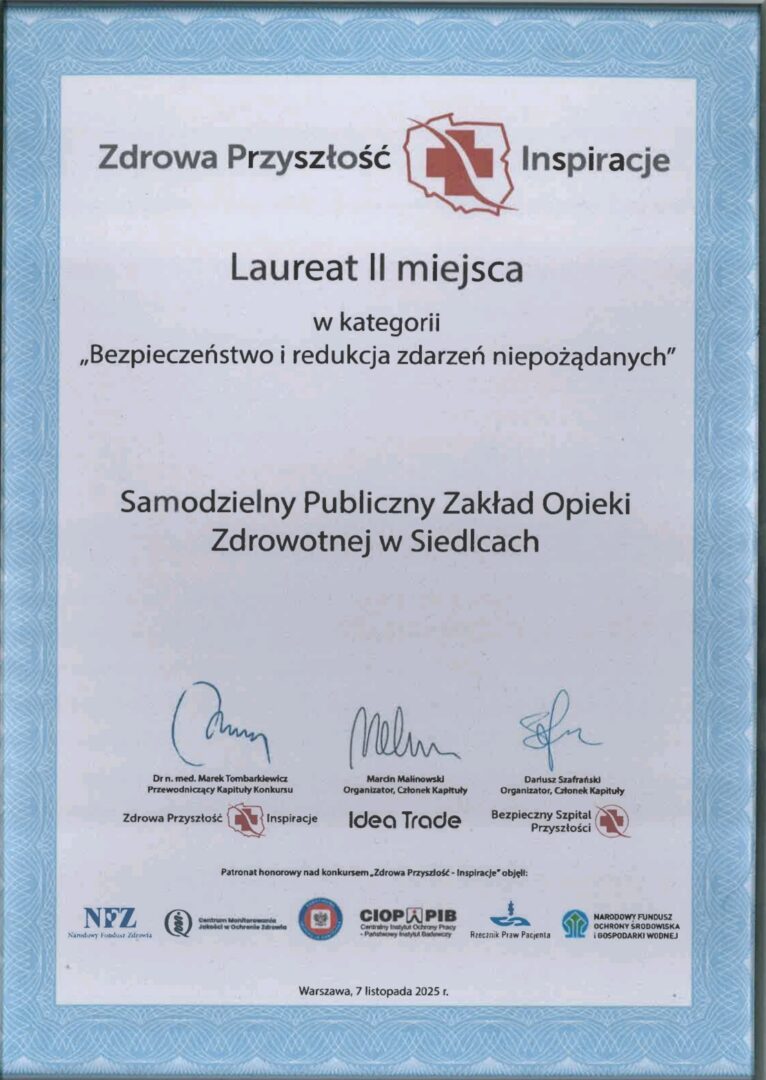 Zdrowa Przyszłość Inspiracje
Laureat II miejsca
w kategorii
„Bezpieczeństwo i redukcja zdarzeń niepożądanych”
Samodzielny Publiczny Zakład Opieki
Zdrowotnej w Siedlcach
Dr n. med. Marek Tombarkiewicz
Przewodniczący Kapituły Konkursu
Marcin Malinowski
Organizator, Członek Kapituły
Dariusz Szafrański
Organizator, Członek Kapituły
Zdrowa Przyszłość Inspiracje
Idea Trade
Bezpieczny Szpital
Przyszłości
Patronat honorowy nad konkursem „Zdrowa Przyszłość - Inspiracje” objęli:
NFZ
Narodowy Fundusz Zdrowia
Centrum Monitorowania
Jakości w Ochronie Zdrowia
CIOP PIB
Centralny Instytut Ochrony Pracy
- Państwowy Instytut Badawczy
Rzecznik Praw Pacjenta
NARODOWY FUNDUSZ
OCHRONY ŚRODOWISKA
i GOSPODARKI WODNEJ
Warszawa, 7 listopada 2025 r.